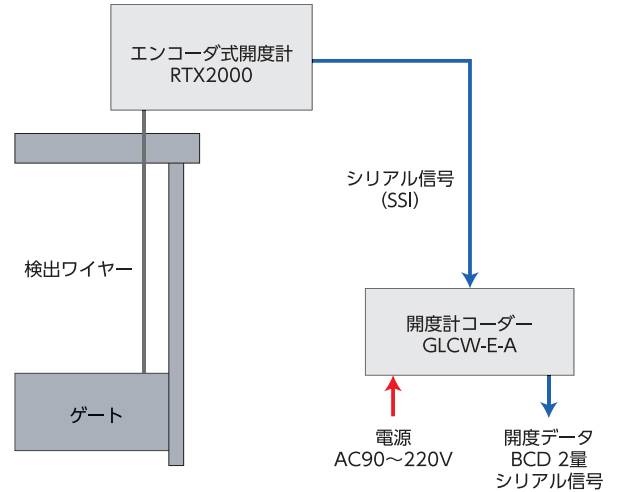 エンコーダ式開度計
RTX2000
シリアル信号
(SSI)
検出ワイヤー
開度計コーダー
GLCW-E-A
ゲート
電源
AC90～220V
開度データ
BCD 2量
シリアル信号